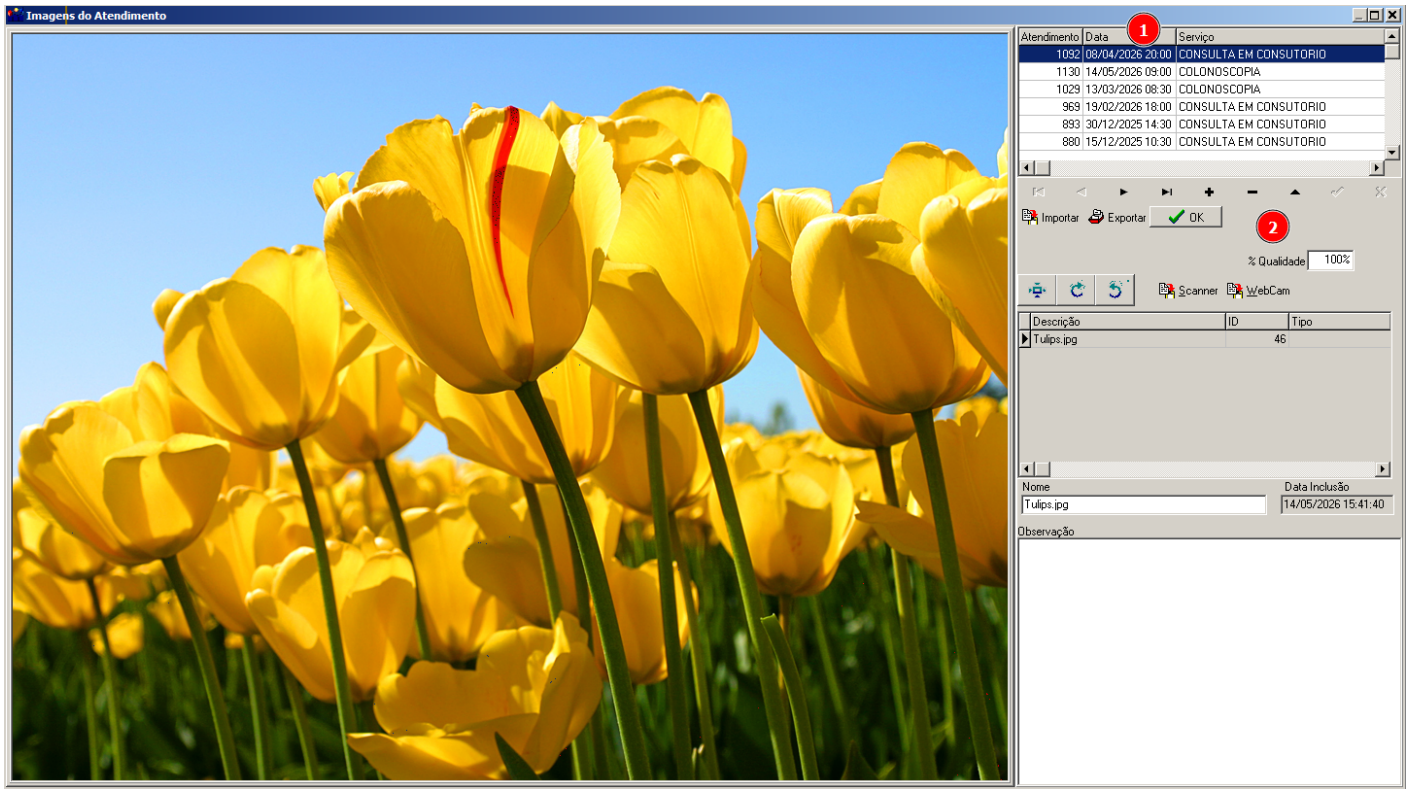 Imagens do Atendimento
Atendimento Data Serviço
1
1092 08/04/2026 20:00 CONSULTA EM CONSUTORIO
1130 14/05/2026 09:00 COLONOSCOPIA
1029 13/03/2026 08:30 COLONOSCOPIA
969 19/02/2026 18:00 CONSULTA EM CONSUTORIO
893 30/12/2025 14:30 CONSULTA EM CONSUTORIO
880 15/12/2025 10:30 CONSULTA EM CONSUTORIO
Importar Exportar OK
2
% Qualidade 100%
Scanner WebCam
Descrição ID Tipo
Tulips.jpg 46
Nome Data Inclusão
Tulips.jpg 14/05/2026 15:41:40
Observação